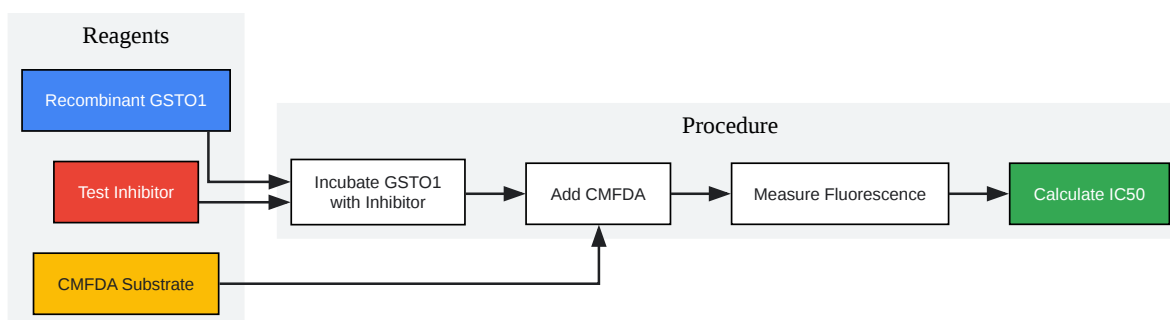 Reagents
Recombinant GSTO1
Test Inhibitor
CMFDA Substrate
Procedure
Incubate GSTO1
with Inhibitor
Add CMFDA
Measure Fluorescence
Calculate IC50